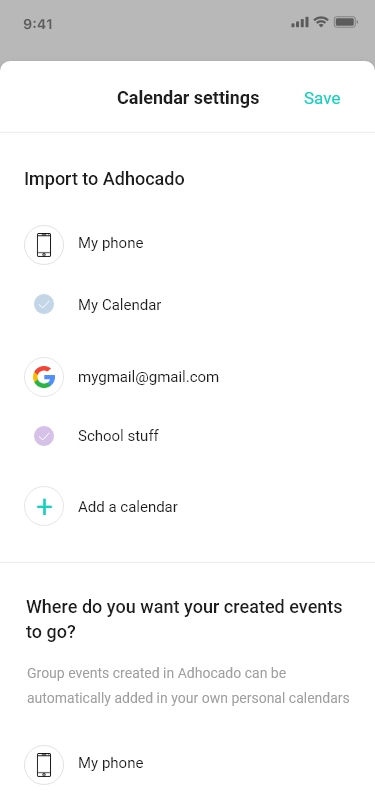 9:41
Calendar settings
Save
Import to Adhocado
My phone
My Calendar
mygmail@gmail.com
School stuff
Add a calendar
Where do you want your created events
to go?
Group events created in Adhocado can be
automatically added in your own personal calendars
My phone